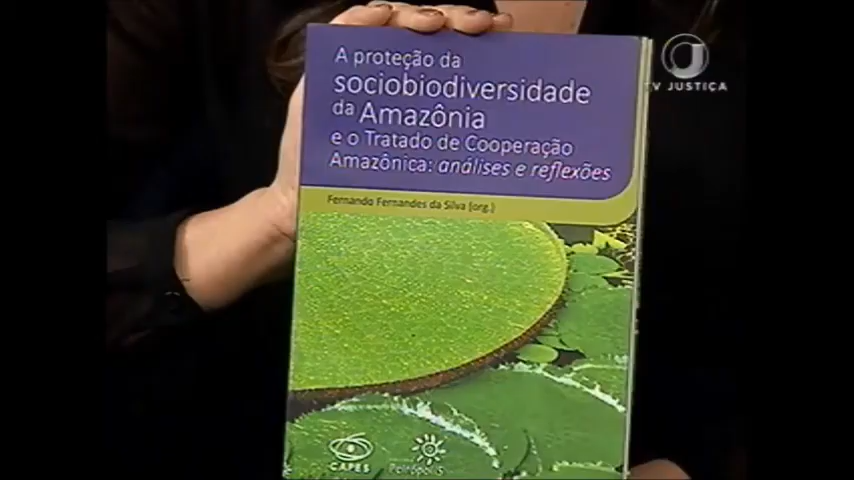 A proteção da
sociobiodiversidade
da Amazônia
e o Tratado de Cooperação
Amazônica: análises e reflexões
Fernando Fernandes da Silva (org.)
TV JUSTIÇA
CAPES
Peirópolis